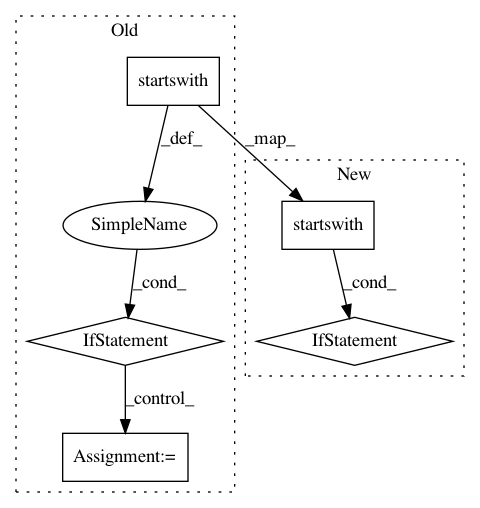 Old
startswith
_def_
_map_
New
SimpleName
startswith
_cond_
_cond_
IfStatement
IfStatement
_control_
Assignment:=